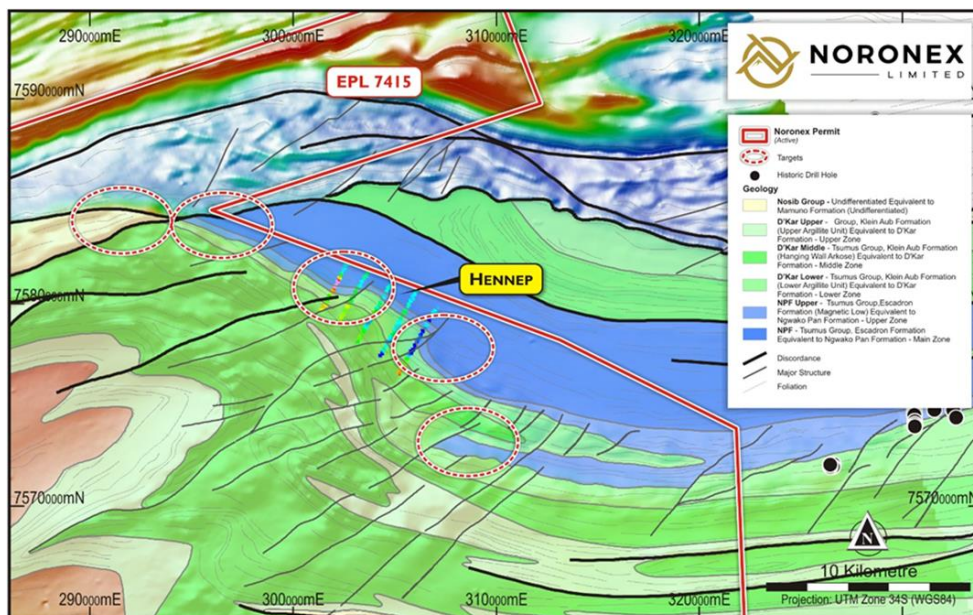 290000mE
300000mE
310000mE
320000mE
NORONEX
LIMITED
EPL 7415
7590000mN
Noronex Permit
(Active)
Targets
Historic Drill Hole
Geology
Nosib Group - Undifferentiated Equivalent to
Mamuno Formation (Undifferentiated)
D'Kar Upper - Group, Klein Aub Formation
(Upper Argillite Unit) Equivalent to D'Kar
Formation - Upper Zone
D'Kar Middle - Tsumus Group, Klein Aub Formation
(Hanging Wall Arkose) Equivalent to D'Kar
Formation - Middle Zone
D'Kar Lower - Tsumus Group, Klein Aub Formation
(Lower Argillite Unit) Equivalent to D'Kar
Formation - Lower Zone
NPF Upper - Tsumus Group,Escadron
Formation (Magnetic Low) Equivalent to
Ngwako Pan Formation - Upper Zone
NPF - Tsumus Group, Escadron Formation
Equivalent to Ngwako Pan Formation - Main Zone
Discordance
Major Structure
Foliation
HENNEP
7580000mN
7570000mN
7570000mN
N
10 Kilometre
Projection: UTM Zone 34S (WGS84)
290000mE
300000mE
310000mE
320000mE